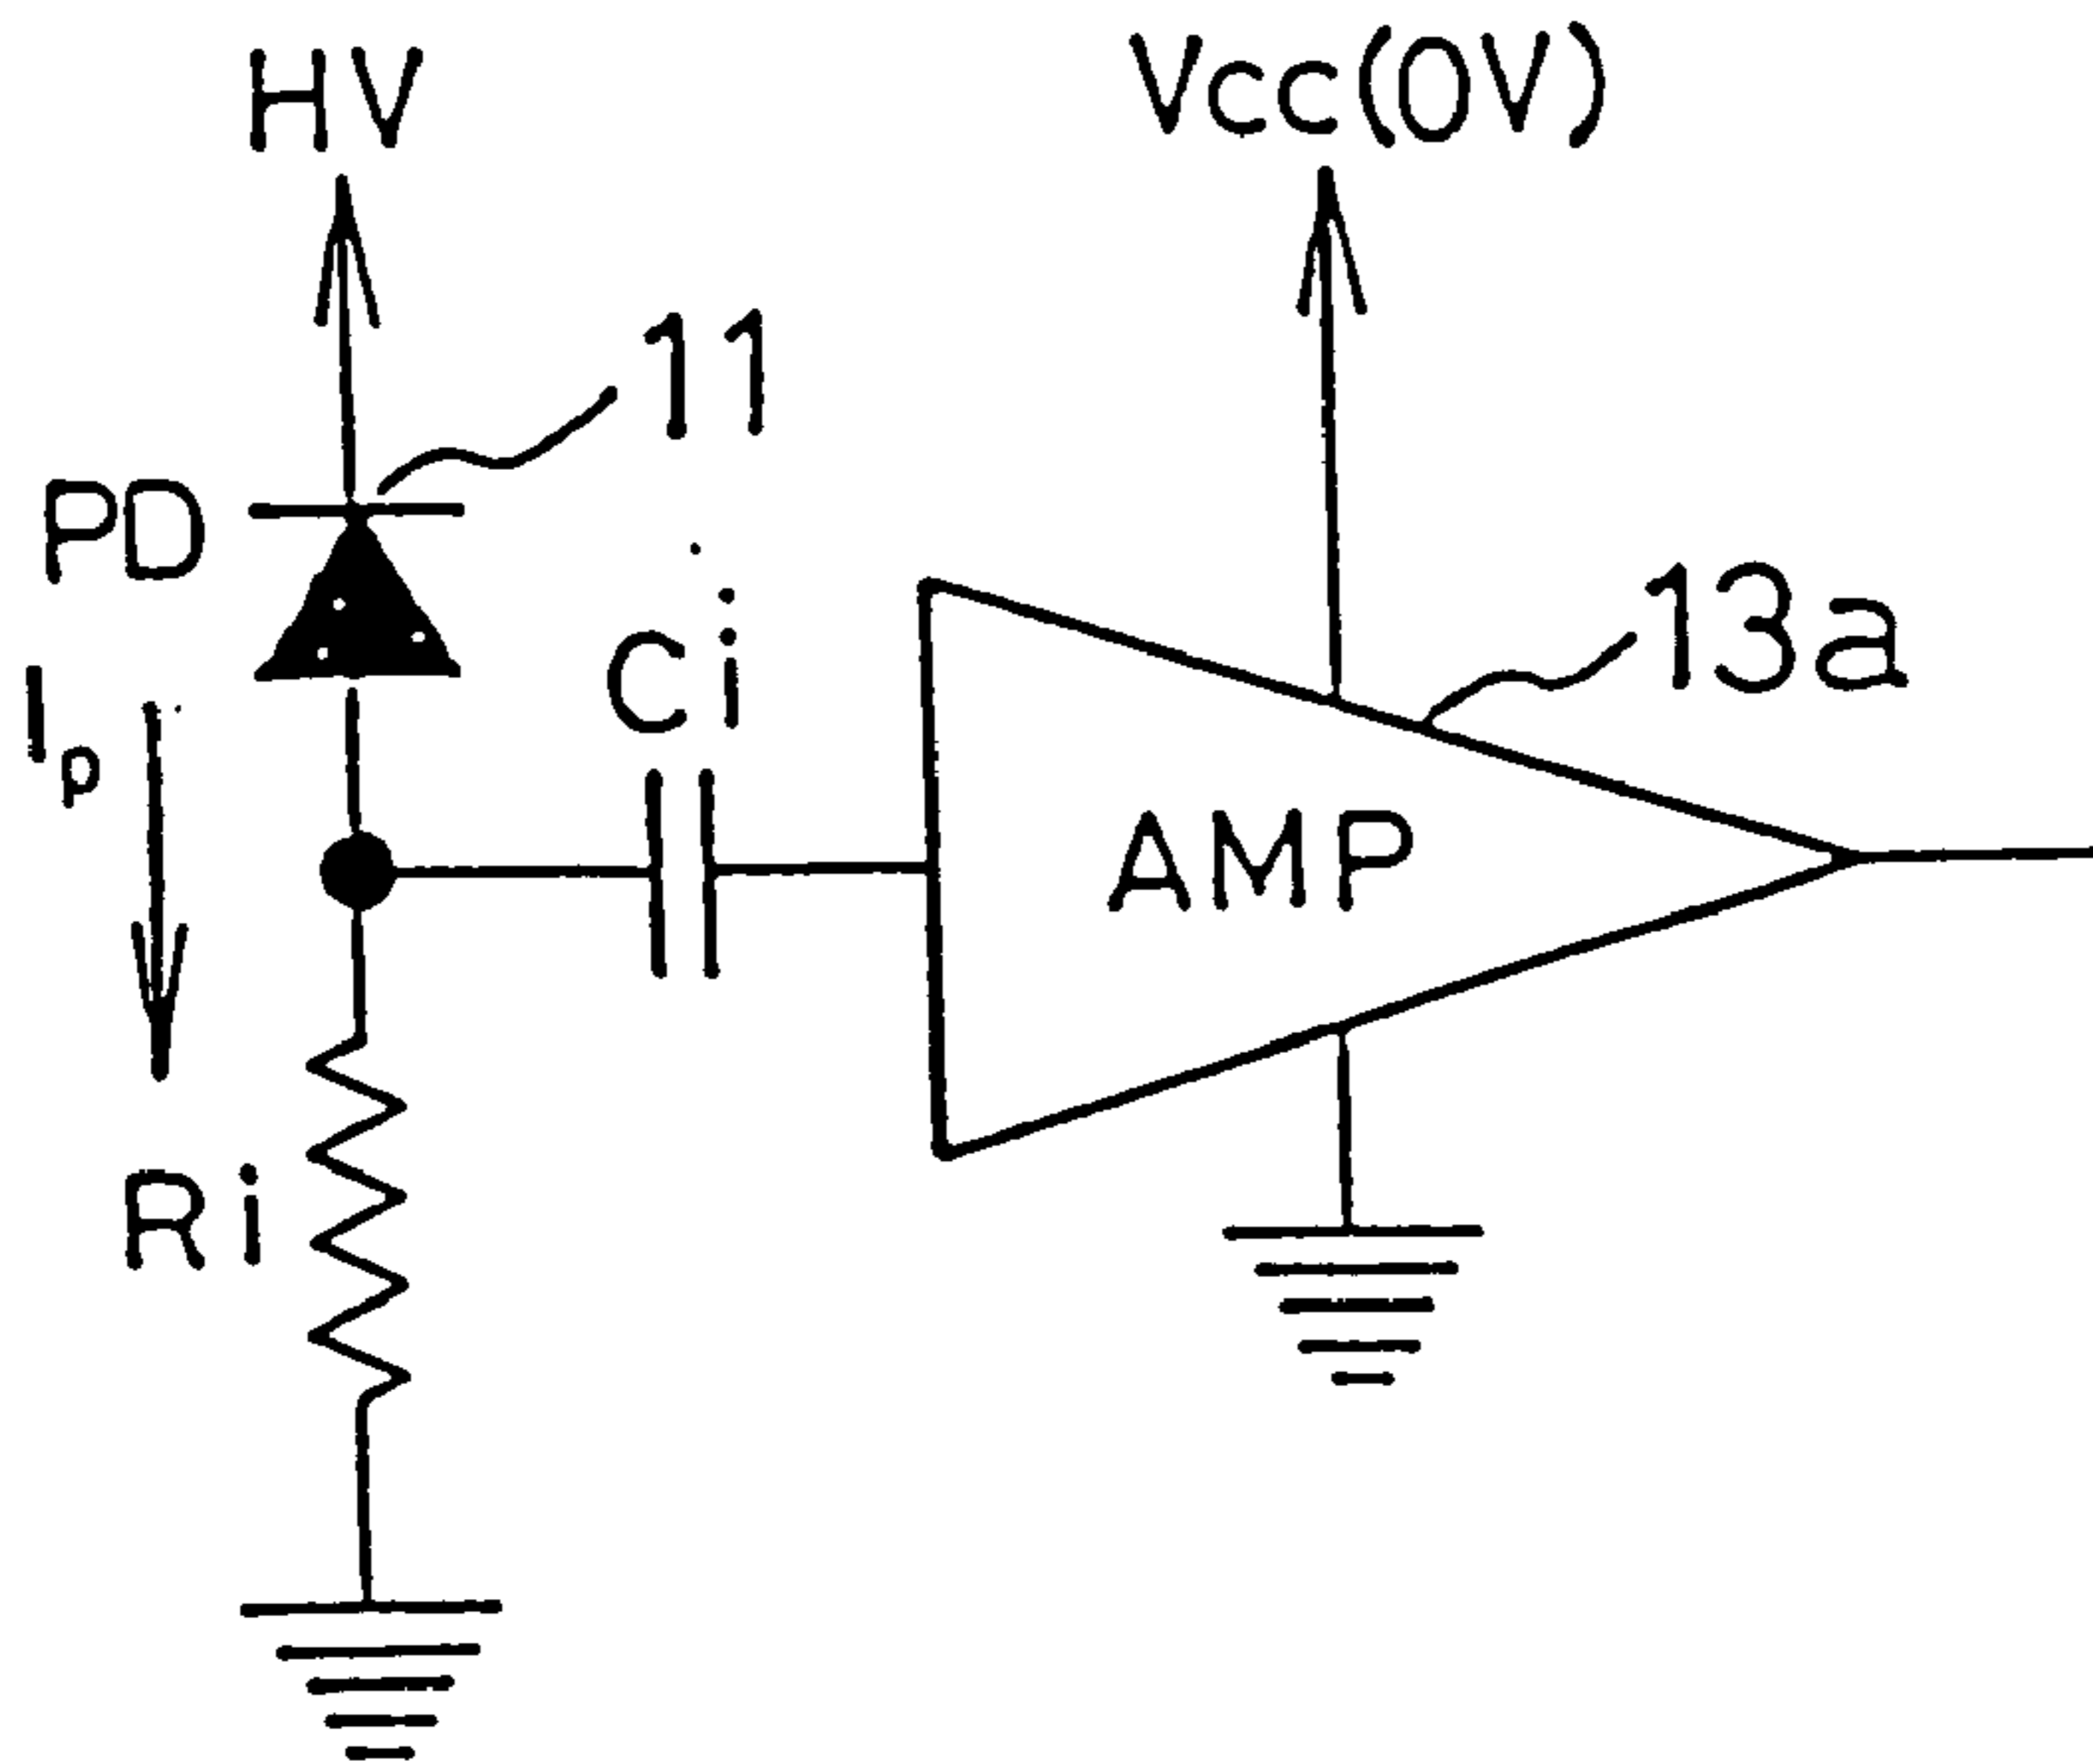 HV
Vcc(0V)
11
PD
13a
Ci
Ip
AMP
Ri